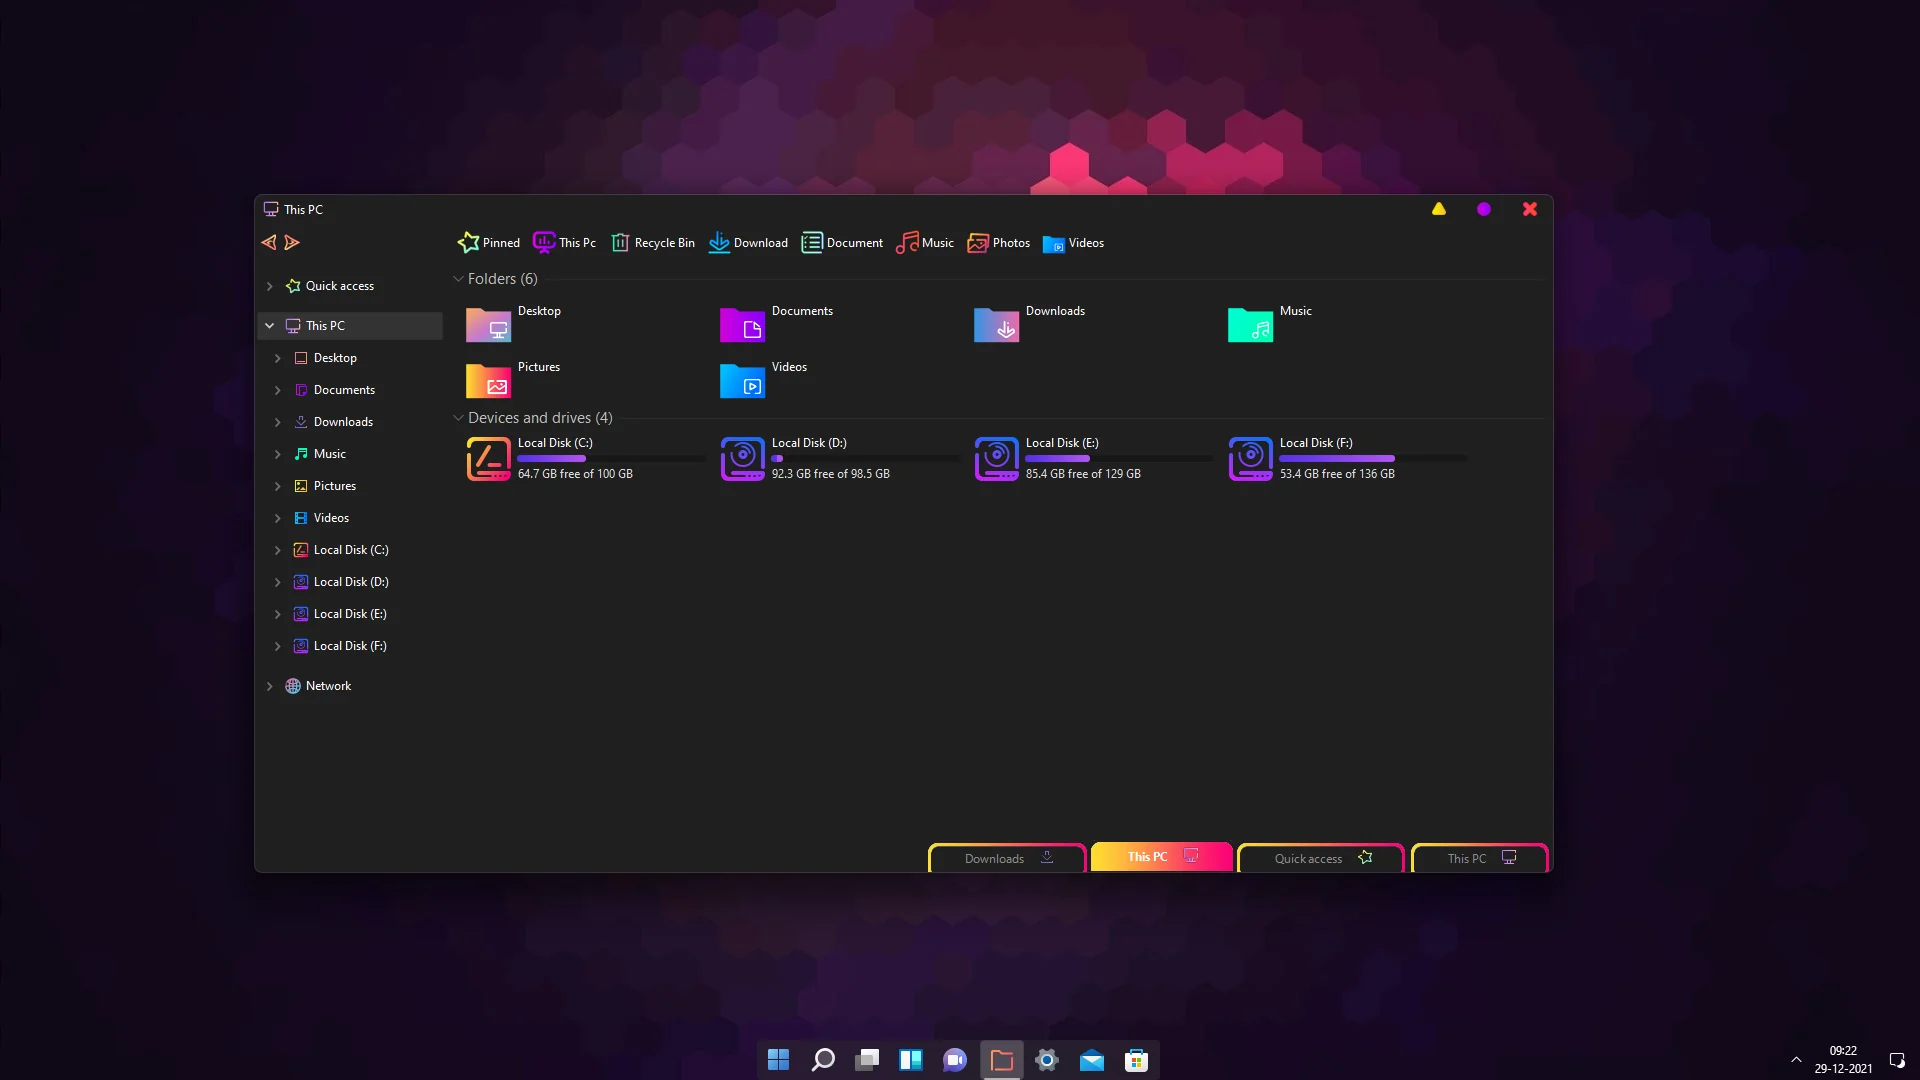 This PC
Pinned This Pc Recycle Bin Download Document Music Photos Videos
Quick access
This PC
Desktop
Documents
Downloads
Music
Pictures
Videos
Local Disk (C:)
Local Disk (D:)
Local Disk (E:)
Local Disk (F:)
Network
Folders (6)
Desktop Documents Downloads Music
Pictures Videos
Devices and drives (4)
Local Disk (C:) Local Disk (D:) Local Disk (E:) Local Disk (F:)
64.7 GB free of 100 GB 92.3 GB free of 98.5 GB 85.4 GB free of 129 GB 53.4 GB free of 136 GB
Downloads This PC Quick access This PC
09:22
29-12-2021